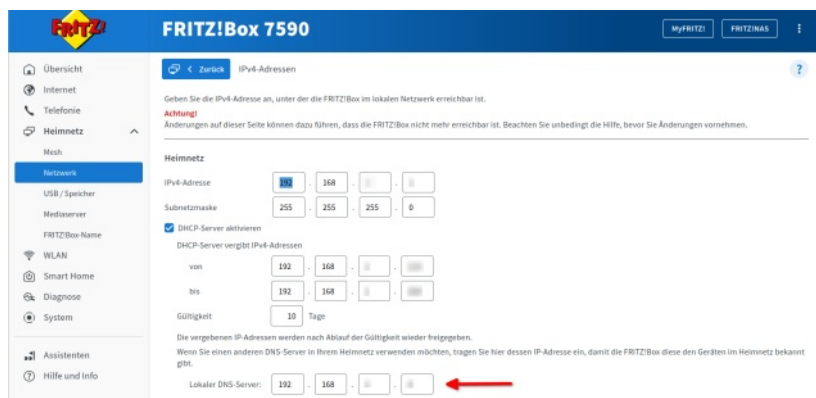 FRITZ!
FRITZ!Box 7590
MyFRITZ!
FRITZ!NAS
Übersicht
Internet
Telefonie
Heimnetz
Mesh
Netzwerk
USB / Speicher
Mediaserver
FRITZ!Box-Name
WLAN
Smart Home
Diagnose
System
Assistenten
Hilfe und Info
< Zurück IPv4-Adressen ?
Geben Sie die IPv4-Adresse an, unter der die FRITZ!Box im lokalen Netzwerk erreichbar ist.
Achtung!
Änderungen auf dieser Seite können dazu führen, dass die FRITZ!Box nicht mehr erreichbar ist. Beachten Sie unbedingt die Hilfe, bevor Sie Änderungen vornehmen.
Heimnetz
IPv4-Adresse 192 . 168 . .
Subnetzmaske 255 . 255 . 255 . 0
DHCP-Server aktivieren
DHCP-Server vergibt IPv4-Adressen
von 192 . 168 . .
bis 192 . 168 . .
Gültigkeit 10 Tage
Die vergebenen IP-Adressen werden nach Ablauf der Gültigkeit wieder freigegeben.
Wenn Sie einen anderen DNS-Server in Ihrem Heimnetz verwenden möchten, tragen Sie hier dessen IP-Adresse ein, damit die FRITZ!Box diese den Geräten im Heimnetz bekannt
gibt.
Lokaler DNS-Server: 192 . 168 . .